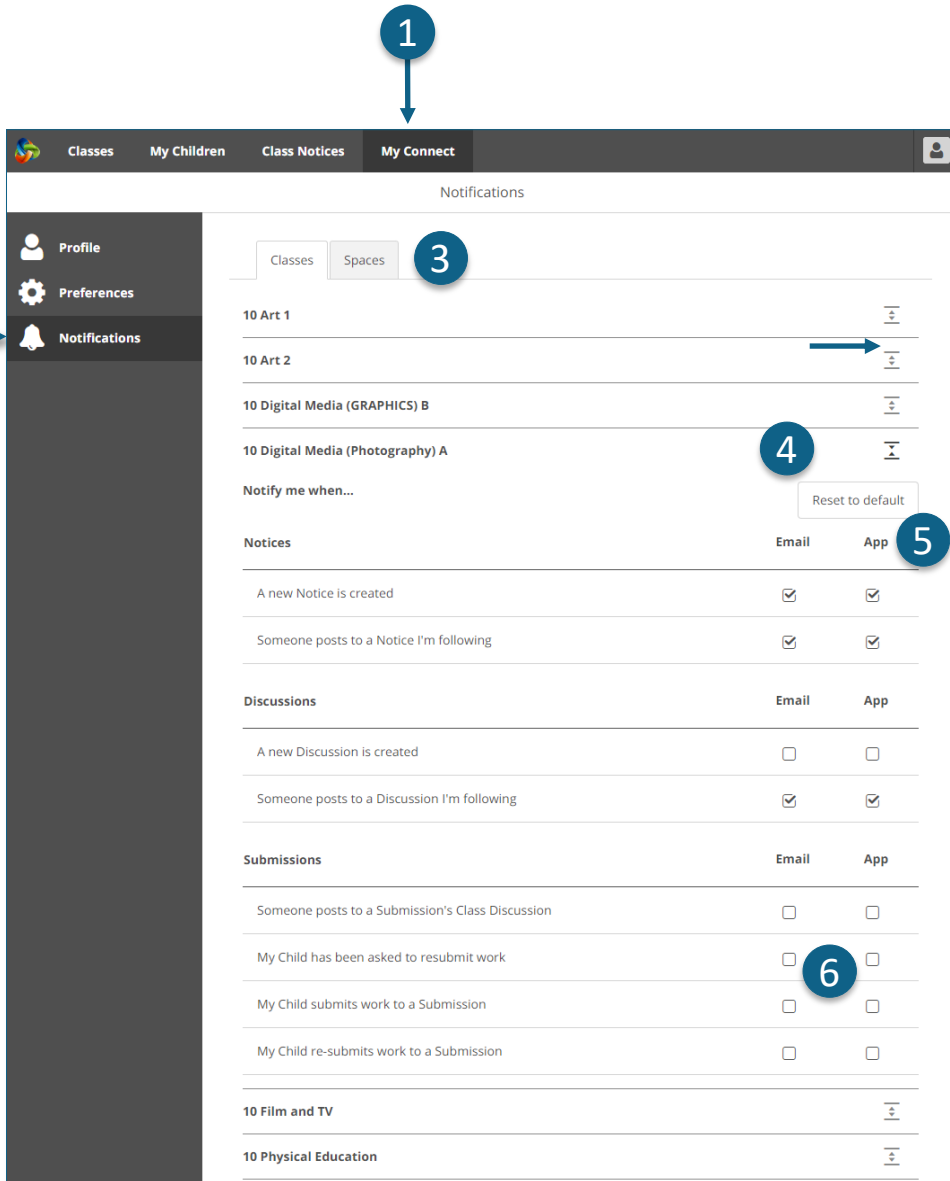 1
Classes My Children Class Notices My Connect
Notifications
Profile
Preferences
Notifications
Classes Spaces 3
10 Art 1
10 Art 2
10 Digital Media (GRAPHICS) B
10 Digital Media (Photography) A 4
Notify me when...
Reset to default
Notices Email App 5
A new Notice is created
Someone posts to a Notice I'm following
Discussions Email App
A new Discussion is created
Someone posts to a Discussion I'm following
Submissions Email App
Someone posts to a Submission's Class Discussion
My Child has been asked to resubmit work 6
My Child submits work to a Submission
My Child re-submits work to a Submission
10 Film and TV
10 Physical Education